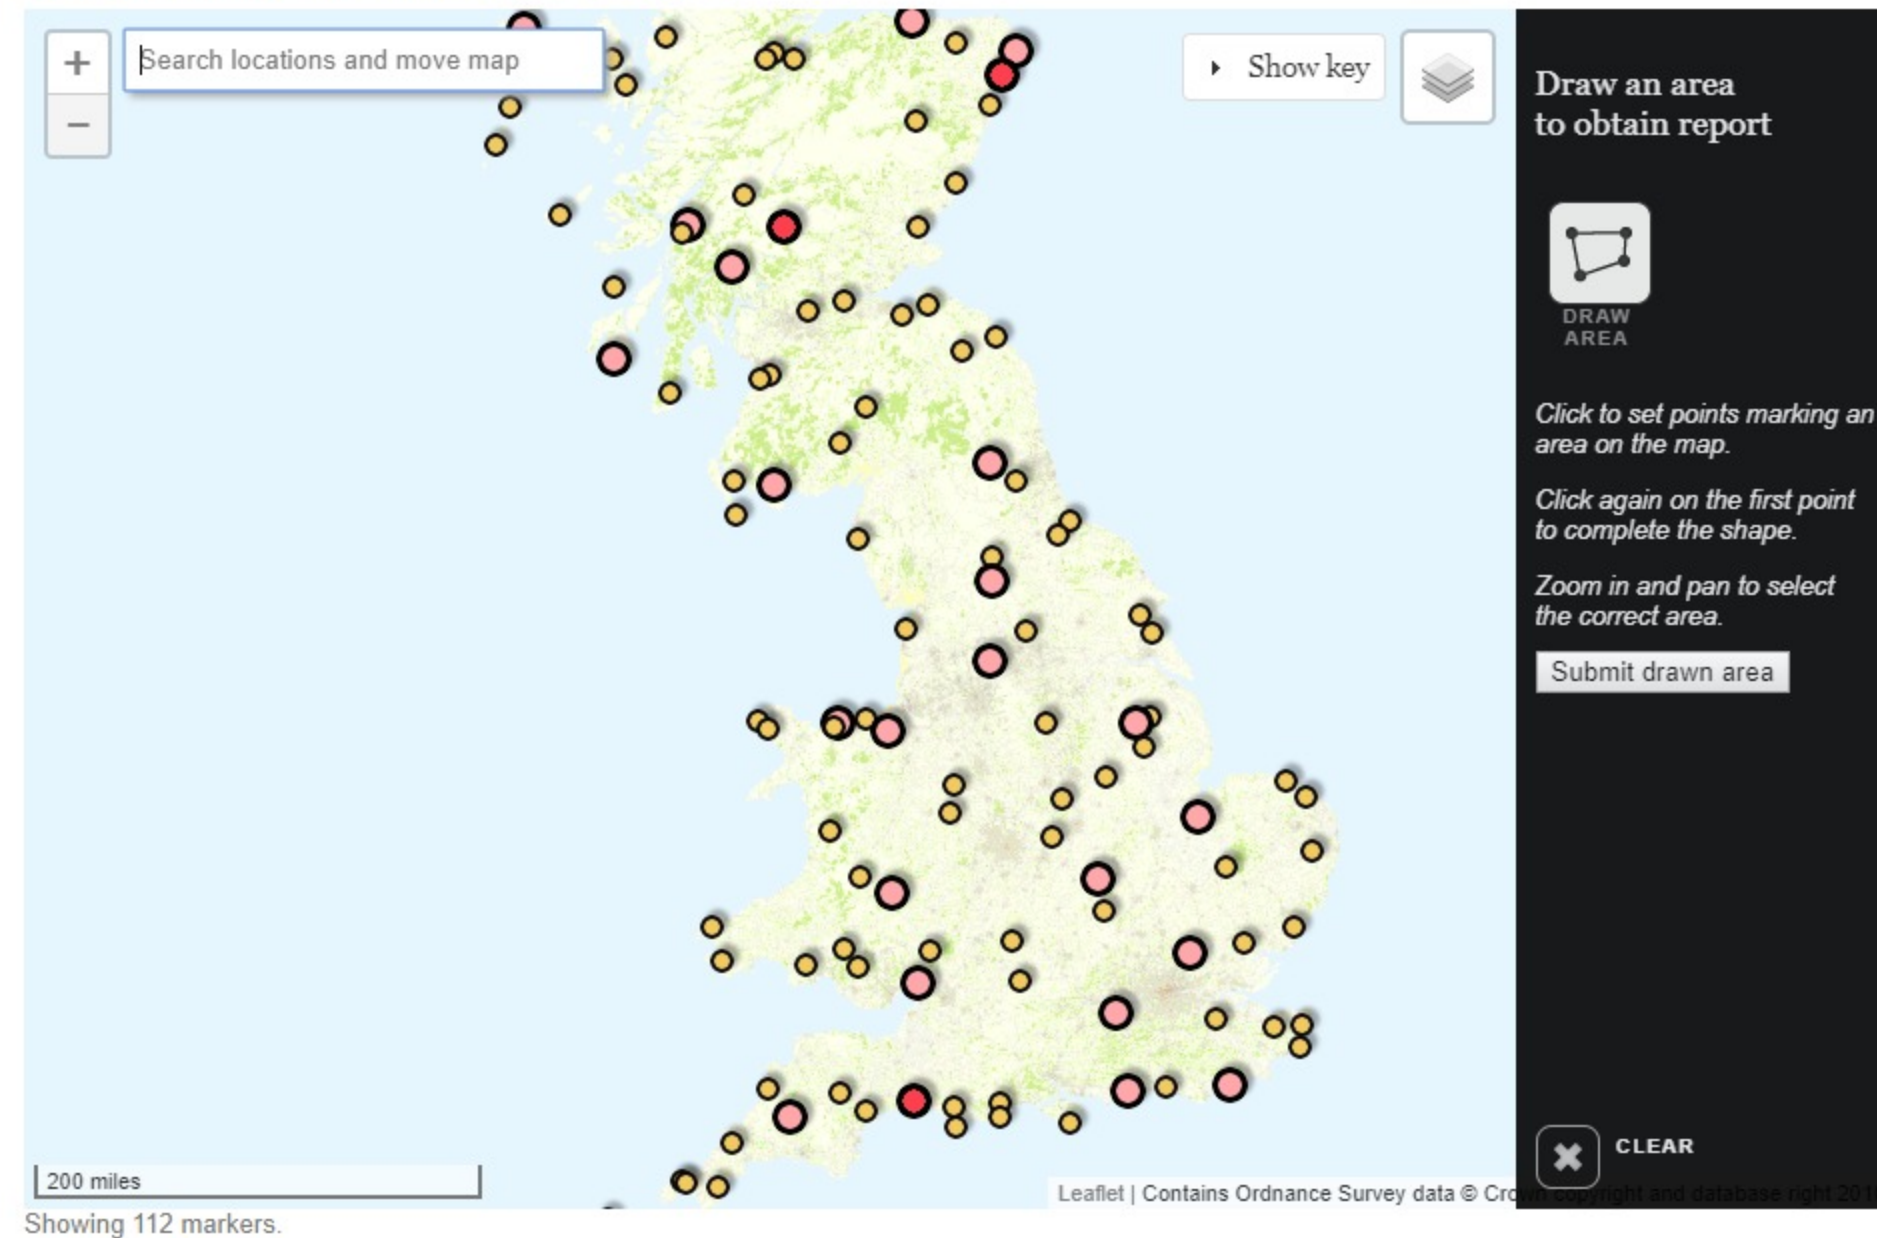 +
Search locations and move map
−
Show key
Draw an area
to obtain report
DRAW
AREA
Click to set points marking an
area on the map.
Click again on the first point
to complete the shape.
Zoom in and pan to select
the correct area.
Submit drawn area
CLEAR
200 miles
Leaflet | Contains Ordnance Survey data © Crown copyright and database right 201
Showing 112 markers.